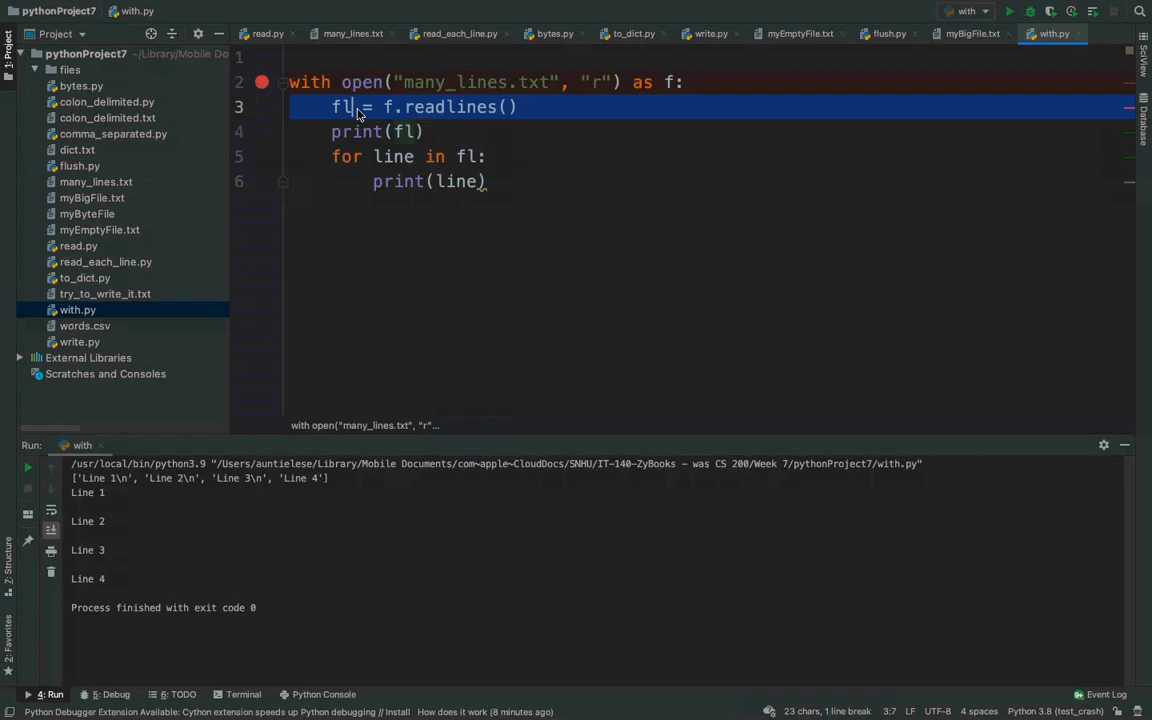 pythonProject7 with.py with
Project read.py many_lines.txt read_each_line.py bytes.py to_dict.py write.py myEmptyFile.txt flush.py myBigFile.txt with.py
1: Project
SciView
Database
pythonProject7
files
bytes.py
colon_delimited.py
colon_delimited.txt
comma_separated.py
dict.txt
flush.py
many_lines.txt
myBigFile.txt
myByteFile
myEmptyFile.txt
read.py
read_each_line.py
to_dict.py
try_to_write_it.txt
with.py
words.csv
write.py
External Libraries
Scratches and Consoles
1
2 with open("many_lines.txt", "r") as f:
3 fl = f.readlines()
4 print(fl)
5 for line in fl:
6 print(line)
with open("many_lines.txt", "r"...
Run: with
/usr/local/bin/python3.9 "/Users/auntielese/Library/Mobile Documents/com~apple~CloudDocs/SNHU/IT-140-ZyBooks - was CS 200/Week 7/pythonProject7/with.py"
['Line 1\n', 'Line 2\n', 'Line 3\n', 'Line 4']
Line 1
Line 2
Line 3
Line 4
Process finished with exit code 0
7: Structure
2: Favorites
4: Run 5: Debug 6: TODO Terminal Python Console Event Log
Python Debugger Extension Available: Cython extension speeds up Python debugging // Install How does it work (8 minutes ago) 23 chars, 1 line break 3:7 LF UTF-8 4 spaces Python 3.8 (test_crash)